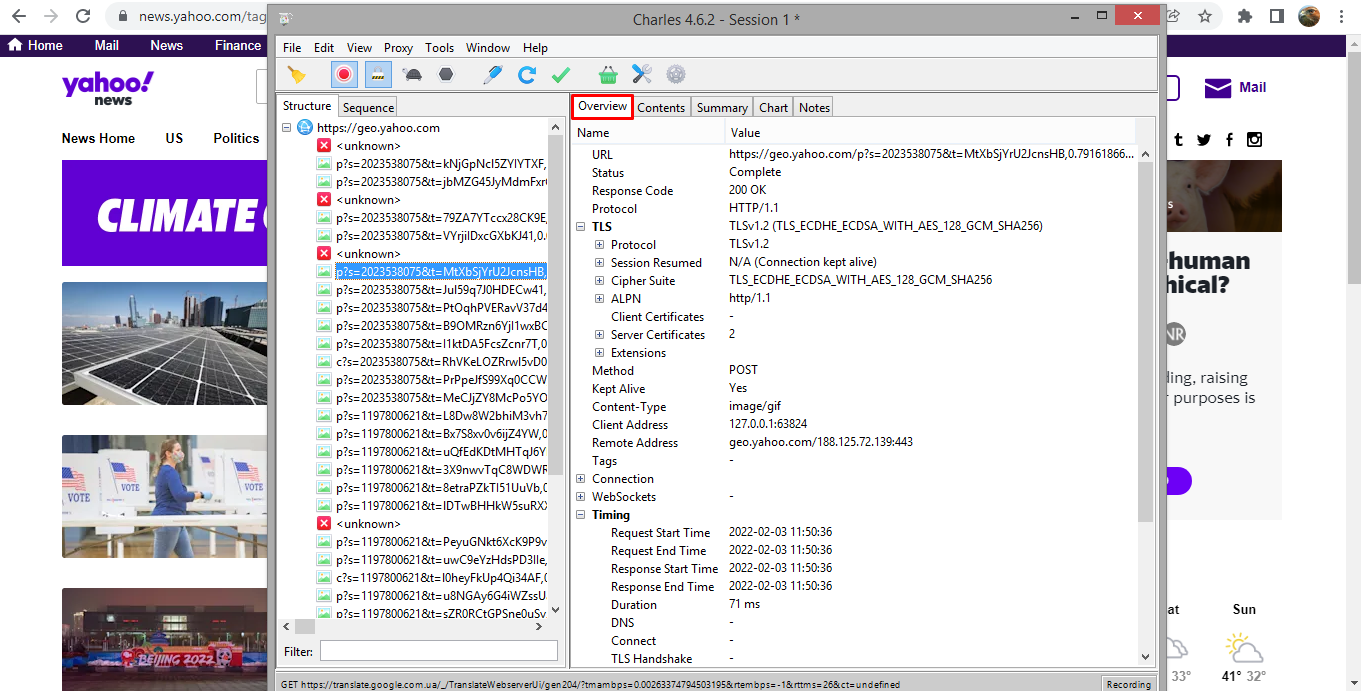 news.yahoo.com/tag
Charles 4.6.2 - Session 1 *
Home Mail News Finance
File Edit View Proxy Tools Window Help
yahoo!
news
Mail
News Home US Politics
Structure Sequence
Overview Contents Summary Chart Notes
https://geo.yahoo.com
<unknown>
p?s=2023538075&t=kNjGpNcI5ZYIYTXF,
p?s=2023538075&t=jbMZG45JyMdmFxr
<unknown>
p?s=2023538075&t=79ZA7YTccx28CK9E,
p?s=2023538075&t=VYrjiIDxcGXbKJ41,0.
<unknown>
p?s=2023538075&t=MtXbSjYrU2JcnsHB,
p?s=2023538075&t=JuI59q7J0HDECw41,
p?s=2023538075&t=PtOqhPVERavV37d4
p?s=2023538075&t=B9OMRzn6YjI1wxBC
p?s=2023538075&t=I1ktDA5FcsZcnr7T,0
c?s=2023538075&t=RhVKeLOZRrwI5vD0
p?s=2023538075&t=PrPpeJfS99Xq0CCW
p?s=2023538075&t=MeCJjZY8McPo5YO
p?s=1197800621&t=L8Dw8W2bhiM3vh7
p?s=1197800621&t=Bx7S8xv0v6ijZ4YW,0
p?s=1197800621&t=uQfEdKDtMHTqJ6Y
p?s=1197800621&t=3X9nwvTqC8WDWR
p?s=1197800621&t=8etraPZkTI51UuVb,0
p?s=1197800621&t=IDTwBHHkW5suRXX
<unknown>
p?s=1197800621&t=PeyuGNkt6XcK9P9v
p?s=1197800621&t=uwC9eYzHdsPD3lIe,
c?s=1197800621&t=l0heyFkUp4Qi34AF,0
p?s=1197800621&t=u8NGAy6G4iWZssU
p?s=1197800621&t=sZR0RCtGPSne0uSv
Filter:
Name Value
URL https://geo.yahoo.com/p?s=2023538075&t=MtXbSjYrU2JcnsHB,0.79161866...
Status Complete
Response Code 200 OK
Protocol HTTP/1.1
TLS TLSv1.2 (TLS_ECDHE_ECDSA_WITH_AES_128_GCM_SHA256)
Protocol TLSv1.2
Session Resumed N/A (Connection kept alive)
Cipher Suite TLS_ECDHE_ECDSA_WITH_AES_128_GCM_SHA256
ALPN http/1.1
Client Certificates -
Server Certificates 2
Extensions
Method POST
Kept Alive Yes
Content-Type image/gif
Client Address 127.0.0.1:63824
Remote Address geo.yahoo.com/188.125.72.139:443
Tags -
Connection
WebSockets -
Timing
Request Start Time 2022-02-03 11:50:36
Request End Time 2022-02-03 11:50:36
Response Start Time 2022-02-03 11:50:36
Response End Time 2022-02-03 11:50:36
Duration 71 ms
DNS -
Connect -
TLS Handshake -
GET https://translate.google.com.ua/_/TranslateWebserverUi/gen204/?tmambps=0.00263374794503195&rtembps=-1&rttms=26&ct=undefined
Recording
CLIMATE
VOTE VOTE VOTE
BEIJING 2022
s
-human
hical?
NR
ding, raising
r purposes is
at Sun
33° 41° 32°